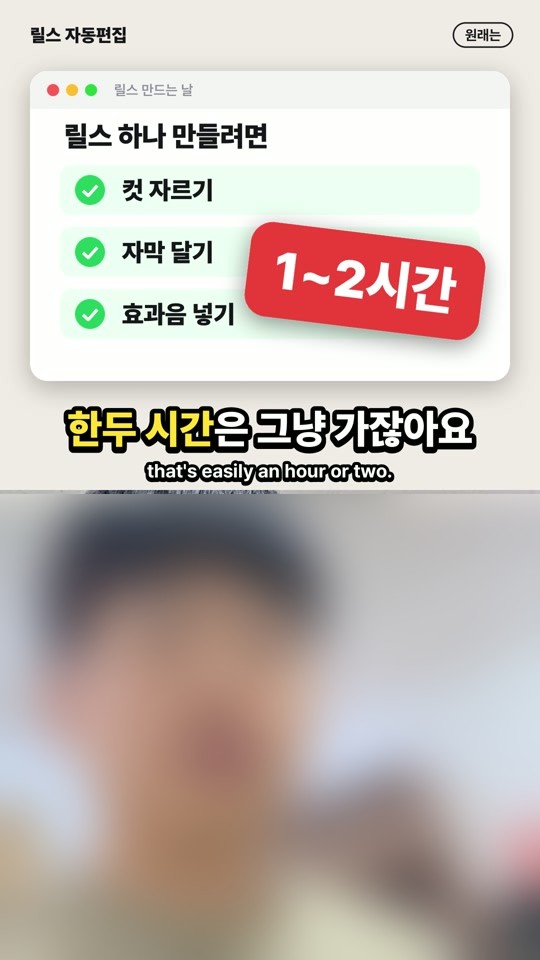 릴스 자동편집
원래는
릴스 만드는 날
릴스 하나 만들려면
컷 자르기
자막 달기
1~2시간
효과음 넣기
한두 시간은 그냥 가잖아요
that's easily an hour or two.